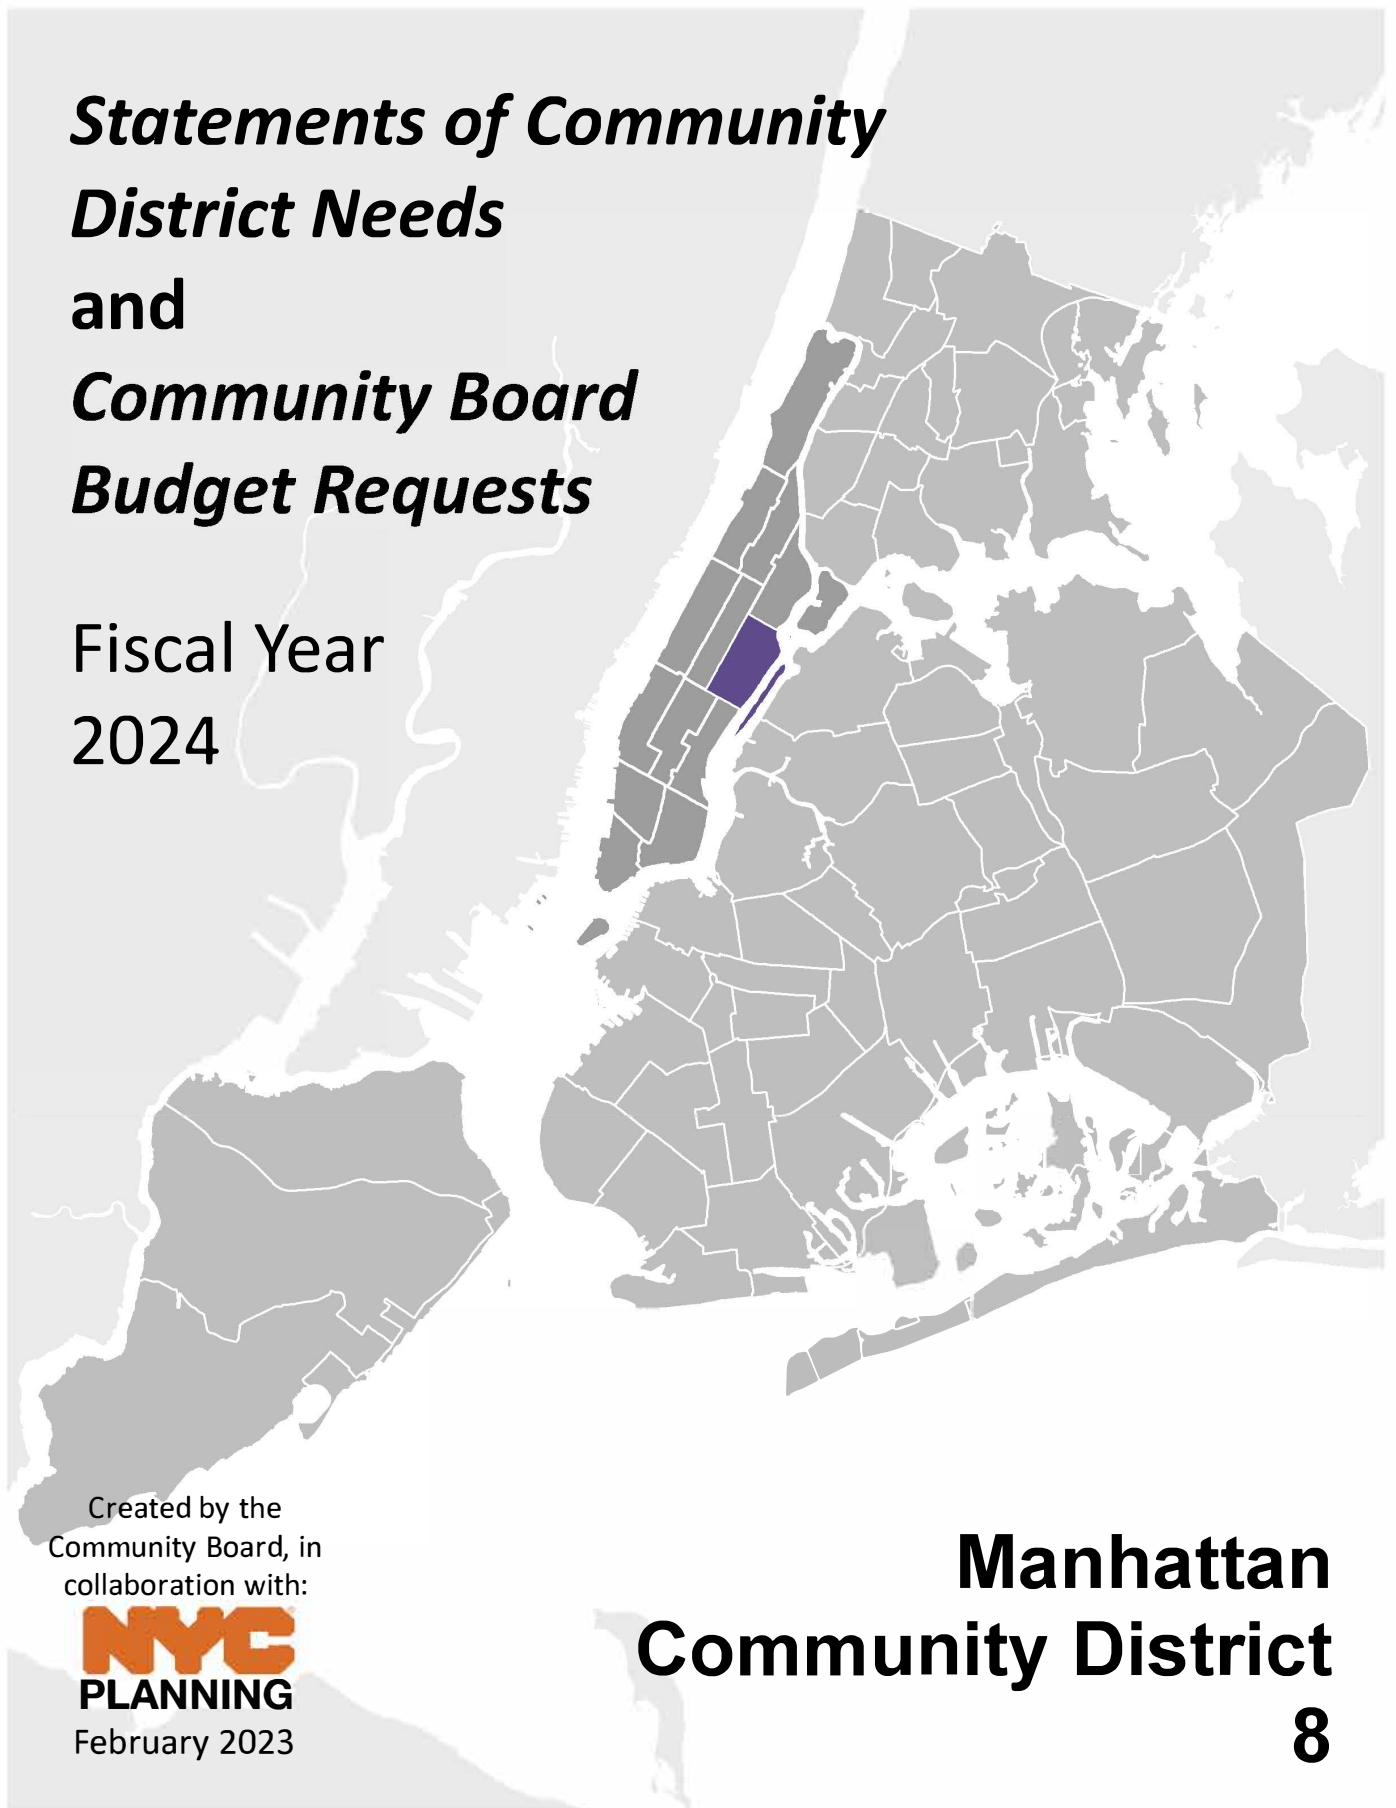 Statements of Community
District Needs
and
Community Board
Budget Requests
Fiscal Year
2024
Created by the
Community Board, in
collaboration with:
NYC
PLANNING
February 2023
Manhattan
Community District
8